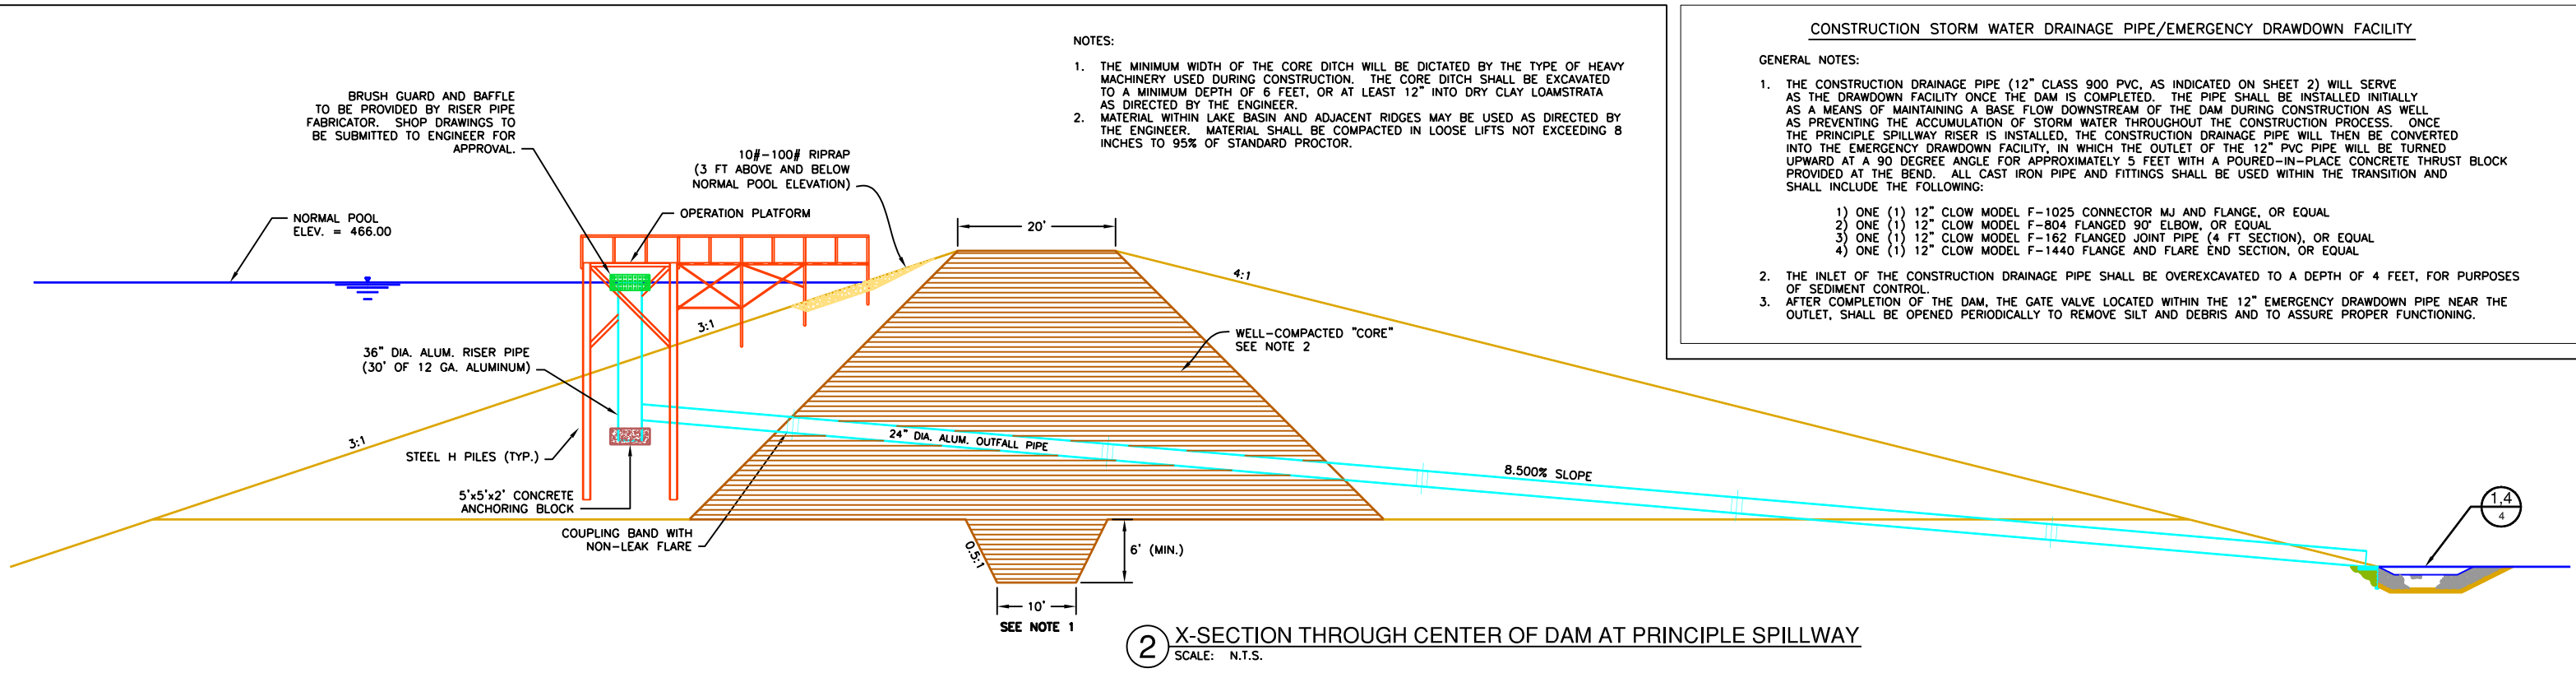 NOTES:
1. THE MINIMUM WIDTH OF THE CORE DITCH WILL BE DICTATED BY THE TYPE OF HEAVY
MACHINERY USED DURING CONSTRUCTION. THE CORE DITCH SHALL BE EXCAVATED
TO A MINIMUM DEPTH OF 6 FEET, OR AT LEAST 12" INTO DRY CLAY LOAMSTRATA
AS DIRECTED BY THE ENGINEER.
2. MATERIAL WITHIN LAKE BASIN AND ADJACENT RIDGES MAY BE USED AS DIRECTED BY
THE ENGINEER. MATERIAL SHALL BE COMPACTED IN LOOSE LIFTS NOT EXCEEDING 8
INCHES TO 95% OF STANDARD PROCTOR.
CONSTRUCTION STORM WATER DRAINAGE PIPE/EMERGENCY DRAWDOWN FACILITY
GENERAL NOTES:
1. THE CONSTRUCTION DRAINAGE PIPE (12" CLASS 900 PVC, AS INDICATED ON SHEET 2) WILL SERVE
AS THE DRAWDOWN FACILITY ONCE THE DAM IS COMPLETED. THE PIPE SHALL BE INSTALLED INITIALLY
AS A MEANS OF MAINTAINING A BASE FLOW DOWNSTREAM OF THE DAM DURING CONSTRUCTION AS WELL
AS PREVENTING THE ACCUMULATION OF STORM WATER THROUGHOUT THE CONSTRUCTION PROCESS. ONCE
THE PRINCIPLE SPILLWAY RISER IS INSTALLED, THE CONSTRUCTION DRAINAGE PIPE WILL THEN BE CONVERTED
INTO THE EMERGENCY DRAWDOWN FACILITY, IN WHICH THE OUTLET OF THE 12" PVC PIPE WILL BE TURNED
UPWARD AT A 90 DEGREE ANGLE FOR APPROXIMATELY 5 FEET WITH A POURED-IN-PLACE CONCRETE THRUST BLOCK
PROVIDED AT THE BEND. ALL CAST IRON PIPE AND FITTINGS SHALL BE USED WITHIN THE TRANSITION AND
SHALL INCLUDE THE FOLLOWING:
1) ONE (1) 12" CLOW MODEL F-1025 CONNECTOR MJ AND FLANGE, OR EQUAL
2) ONE (1) 12" CLOW MODEL F-804 FLANGED 90° ELBOW, OR EQUAL
3) ONE (1) 12" CLOW MODEL F-162 FLANGED JOINT PIPE (4 FT SECTION), OR EQUAL
4) ONE (1) 12" CLOW MODEL F-1440 FLANGE AND FLARE END SECTION, OR EQUAL
2. THE INLET OF THE CONSTRUCTION DRAINAGE PIPE SHALL BE OVEREXCAVATED TO A DEPTH OF 4 FEET, FOR PURPOSES
OF SEDIMENT CONTROL.
3. AFTER COMPLETION OF THE DAM, THE GATE VALVE LOCATED WITHIN THE 12" EMERGENCY DRAWDOWN PIPE NEAR THE
OUTLET, SHALL BE OPENED PERIODICALLY TO REMOVE SILT AND DEBRIS AND TO ASSURE PROPER FUNCTIONING.
BRUSH GUARD AND BAFFLE
TO BE PROVIDED BY RISER PIPE
FABRICATOR. SHOP DRAWINGS TO
BE SUBMITTED TO ENGINEER FOR
APPROVAL.
10#-100# RIPRAP
(3 FT ABOVE AND BELOW
NORMAL POOL ELEVATION)
NORMAL POOL
ELEV. = 466.00
OPERATION PLATFORM
20'
4:1
3:1
WELL-COMPACTED "CORE"
SEE NOTE 2
36" DIA. ALUM. RISER PIPE
(30' OF 12 GA. ALUMINUM)
3:1
24" DIA. ALUM. OUTFALL PIPE
STEEL H PILES (TYP.)
8.500% SLOPE
5'x5'x2' CONCRETE
ANCHORING BLOCK
1,4
4
COUPLING BAND WITH
NON-LEAK FLARE
0.5:1
6' (MIN.)
10'
SEE NOTE 1
2 X-SECTION THROUGH CENTER OF DAM AT PRINCIPLE SPILLWAY
SCALE: N.T.S.